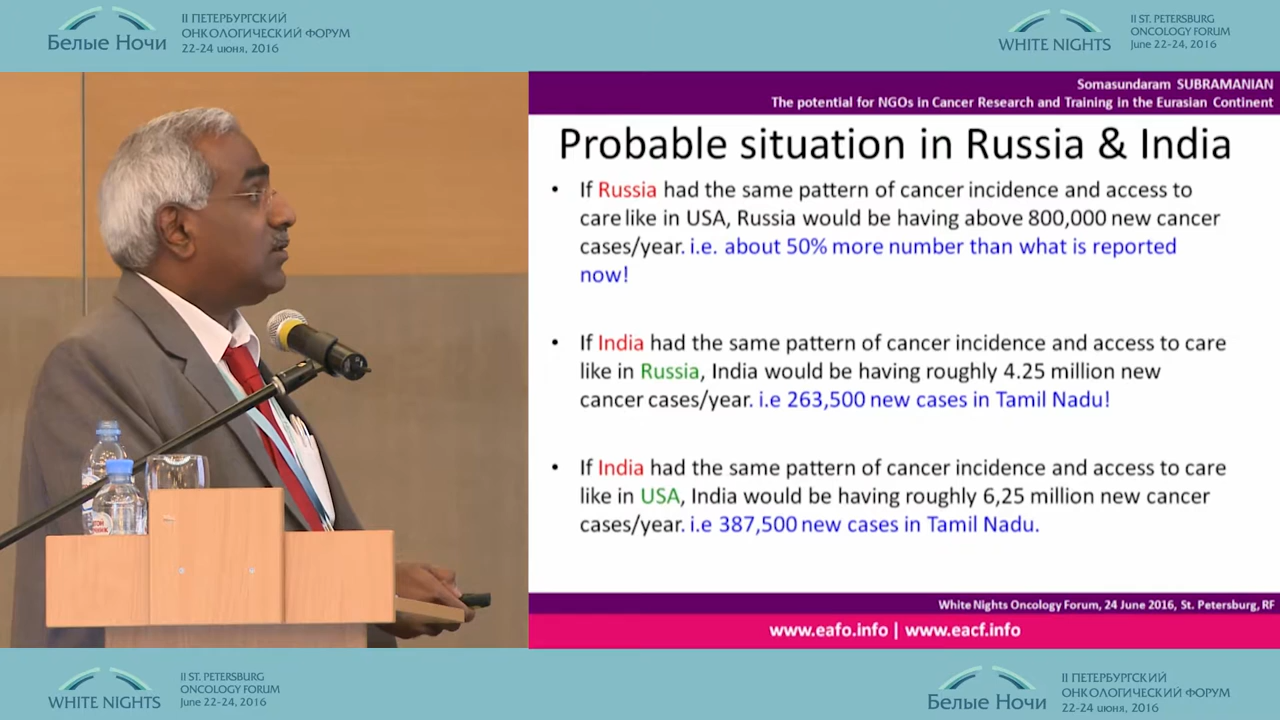 Белые Ночи
II ПЕТЕРБУРГСКИЙ
ОНКОЛОГИЧЕСКИЙ ФОРУМ
22-24 июня, 2016
WHITE NIGHTS
II ST. PETERSBURG
ONCOLOGY FORUM
June 22-24, 2016
Somasundaram SUBRAMANIAN
The potential for NGOs in Cancer Research and Training in the Eurasian Continent
Probable situation in Russia & India
• If Russia had the same pattern of cancer incidence and access to
care like in USA, Russia would be having above 800,000 new cancer
cases/year. i.e. about 50% more number than what is reported
now!
• If India had the same pattern of cancer incidence and access to care
like in Russia, India would be having roughly 4.25 million new
cancer cases/year. i.e 263,500 new cases in Tamil Nadu!
• If India had the same pattern of cancer incidence and access to care
like in USA, India would be having roughly 6,25 million new cancer
cases/year. i.e 387,500 new cases in Tamil Nadu.
White Nights Oncology Forum, 24 June 2016, St. Petersburg, RF
www.eafo.info | www.eacf.info
WHITE NIGHTS
II ST. PETERSBURG
ONCOLOGY FORUM
June 22-24, 2016
Белые Ночи
II ПЕТЕРБУРГСКИЙ
ОНКОЛОГИЧЕСКИЙ ФОРУМ
22-24 июня, 2016